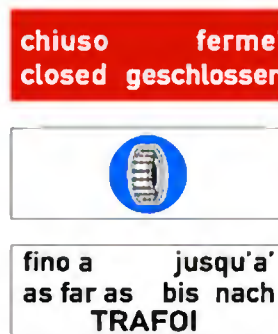 chiuso ferme
closed geschlossen
fino a jusqu'a'
as far as bis nach
TRAFOI